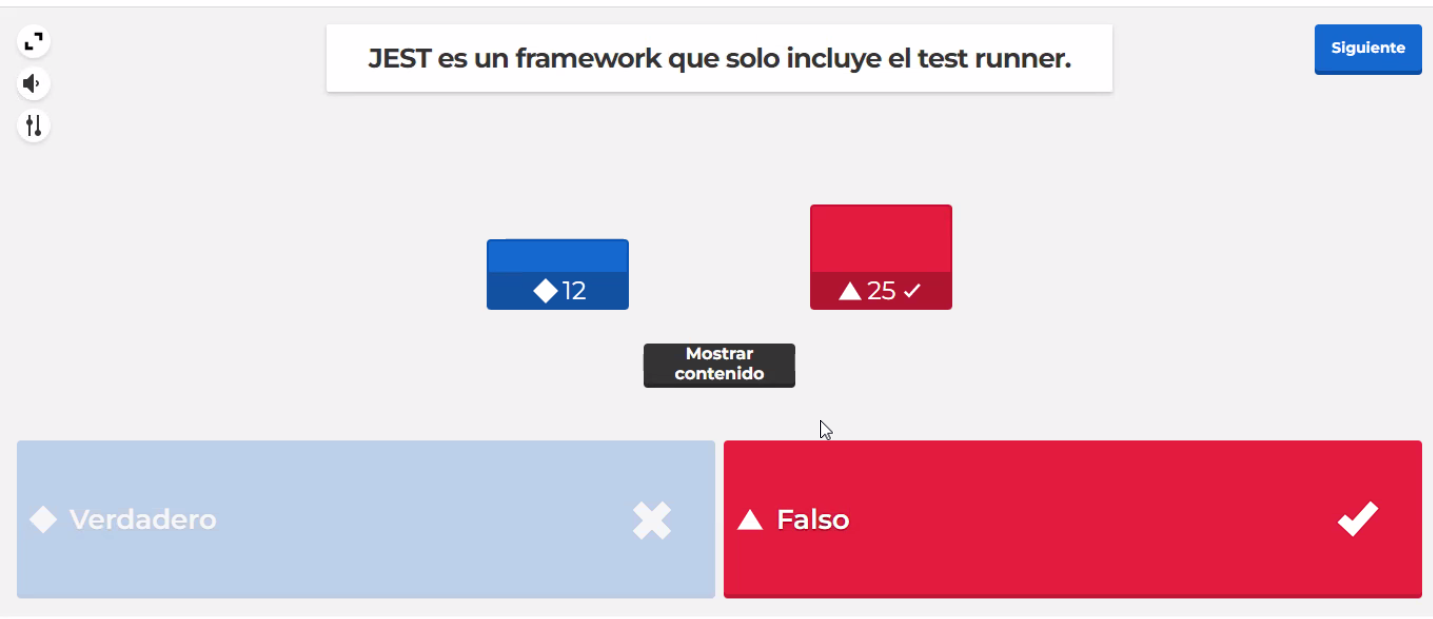 JEST es un framework que solo incluye el test runner.
Siguiente
12
25
Mostrar
contenido
Verdadero
Falso